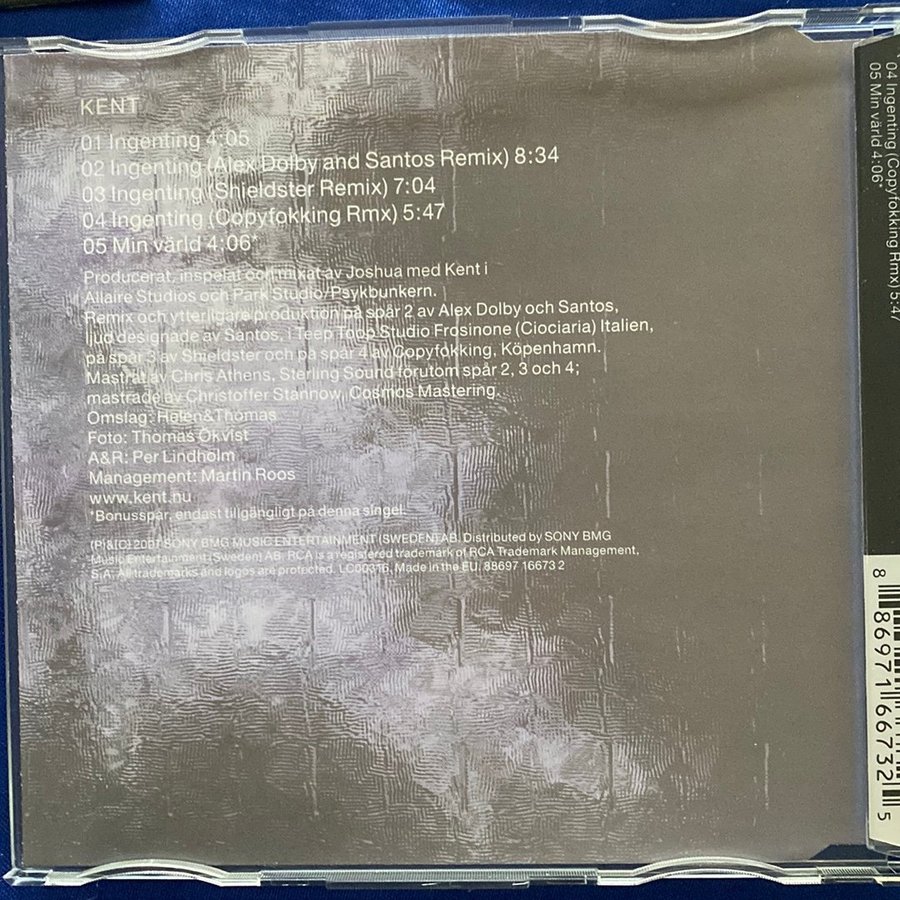 KENT
01 Ingenting 4:05
02 Ingenting (Alex Dolby and Santos Remix) 8:34
03 Ingenting (Shieldster Remix) 7:04
04 Ingenting (Copyfokking Rmx) 5:47
05 Min värld 4:06*
Producerat, inspelat och mixat av Joshua med Kent i
Allaire Studios och Park Studio/Psykbunkern.
Remix och ytterligare produktion på spår 2 av Alex Dolby och Santos,
ljud designade av Santos, i Teep Toop Studio Frosinone (Ciociaria) Italien,
på spår 3 av Shieldster och på spår 4 av Copyfokking, Köpenhamn.
Mastrat av Chris Athens, Sterling Sound förutom spår 2, 3 och 4;
mastrade av Christoffer Stannow, Cosmos Mastering.
Omslag: Helen&Thomas
Foto: Thomas Ökvist
A&R: Per Lindholm
Management: Martin Roos
www.kent.nu
*Bonusspår, endast tillgängligt på denna singel.
(P)&(C) 2007 SONY BMG MUSIC ENTERTAINMENT (SWEDEN) AB. Distributed by SONY BMG
Music Entertainment (Sweden) AB. RCA is a registered trademark of RCA Trademark Management,
S.A. All trademarks and logos are protected. LC00316. Made in the EU. 88697 16673 2
04 Ingenting (Copyfokking Rmx) 5:47
05 Min värld 4:06*
8 86971 66732 5